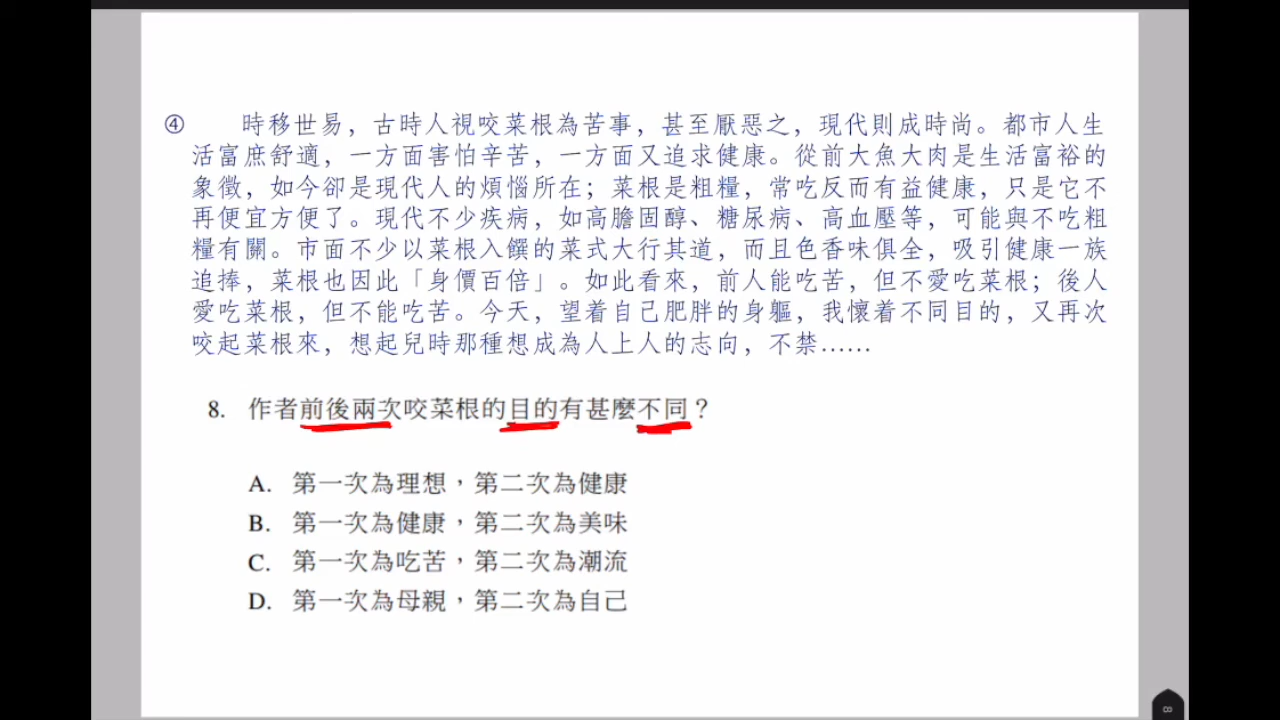 ④ 時移世易，古時人視咬菜根為苦事，甚至厭惡之，現代則成時尚。都市人生
活富庶舒適，一方面害怕辛苦，一方面又追求健康。從前大魚大肉是生活富裕的
象徵，如今卻是現代人的煩惱所在；菜根是粗糧，常吃反而有益健康，只是它不
再便宜方便了。現代不少疾病，如高膽固醇、糖尿病、高血壓等，可能與不吃粗
糧有關。市面不少以菜根入饌的菜式大行其道，而且色香味俱全，吸引健康一族
追捧，菜根也因此「身價百倍」。如此看來，前人能吃苦，但不愛吃菜根；後人
愛吃菜根，但不能吃苦。今天，望着自己肥胖的身軀，我懷着不同目的，又再次
咬起菜根來，想起兒時那種想成為人上人的志向，不禁……
8. 作者前後兩次咬菜根的目的有甚麼不同？
A. 第一次為理想，第二次為健康
B. 第一次為健康，第二次為美味
C. 第一次為吃苦，第二次為潮流
D. 第一次為母親，第二次為自己
8